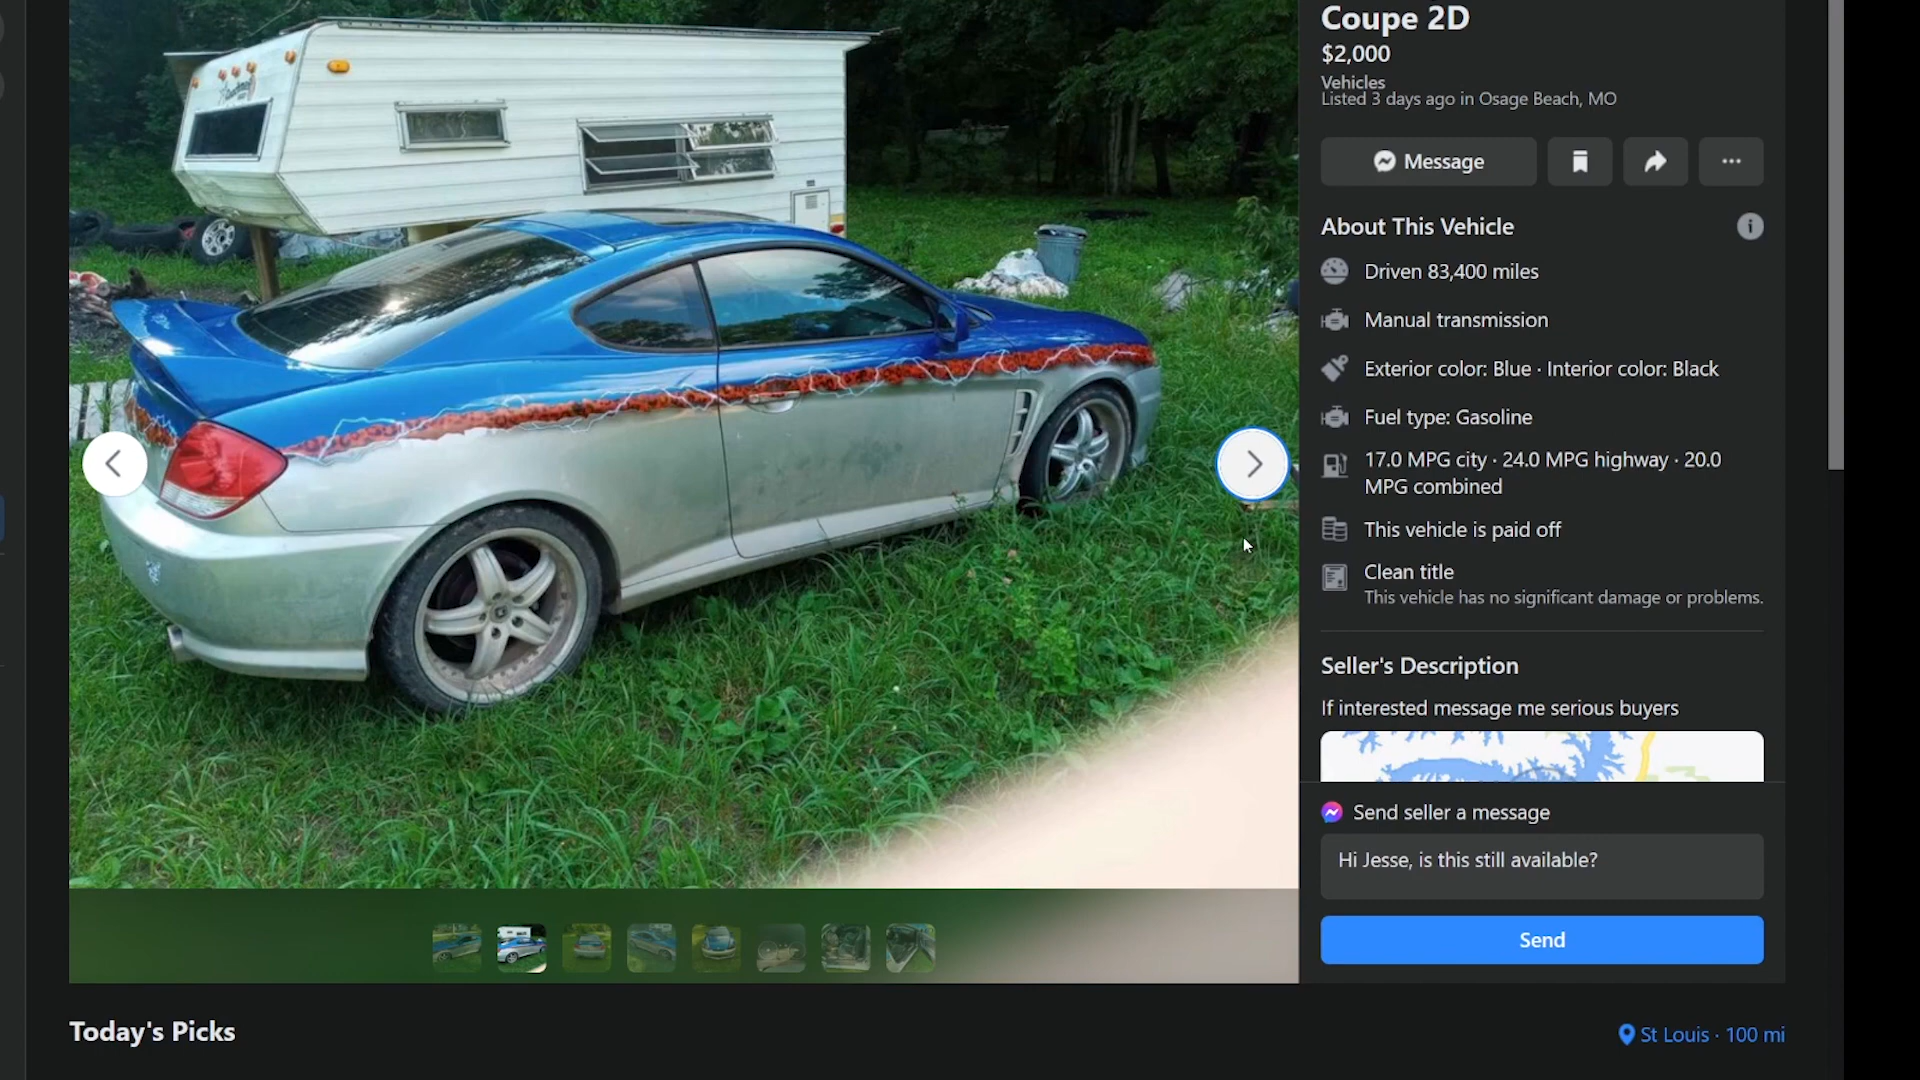 Coupe 2D
$2,000
Vehicles
Listed 3 days ago in Osage Beach, MO
Message
About This Vehicle
Driven 83,400 miles
Manual transmission
Exterior color: Blue · Interior color: Black
Fuel type: Gasoline
17.0 MPG city · 24.0 MPG highway · 20.0
MPG combined
This vehicle is paid off
Clean title
This vehicle has no significant damage or problems.
Seller's Description
If interested message me serious buyers
Send seller a message
Hi Jesse, is this still available?
Send
Today's Picks
St Louis · 100 mi